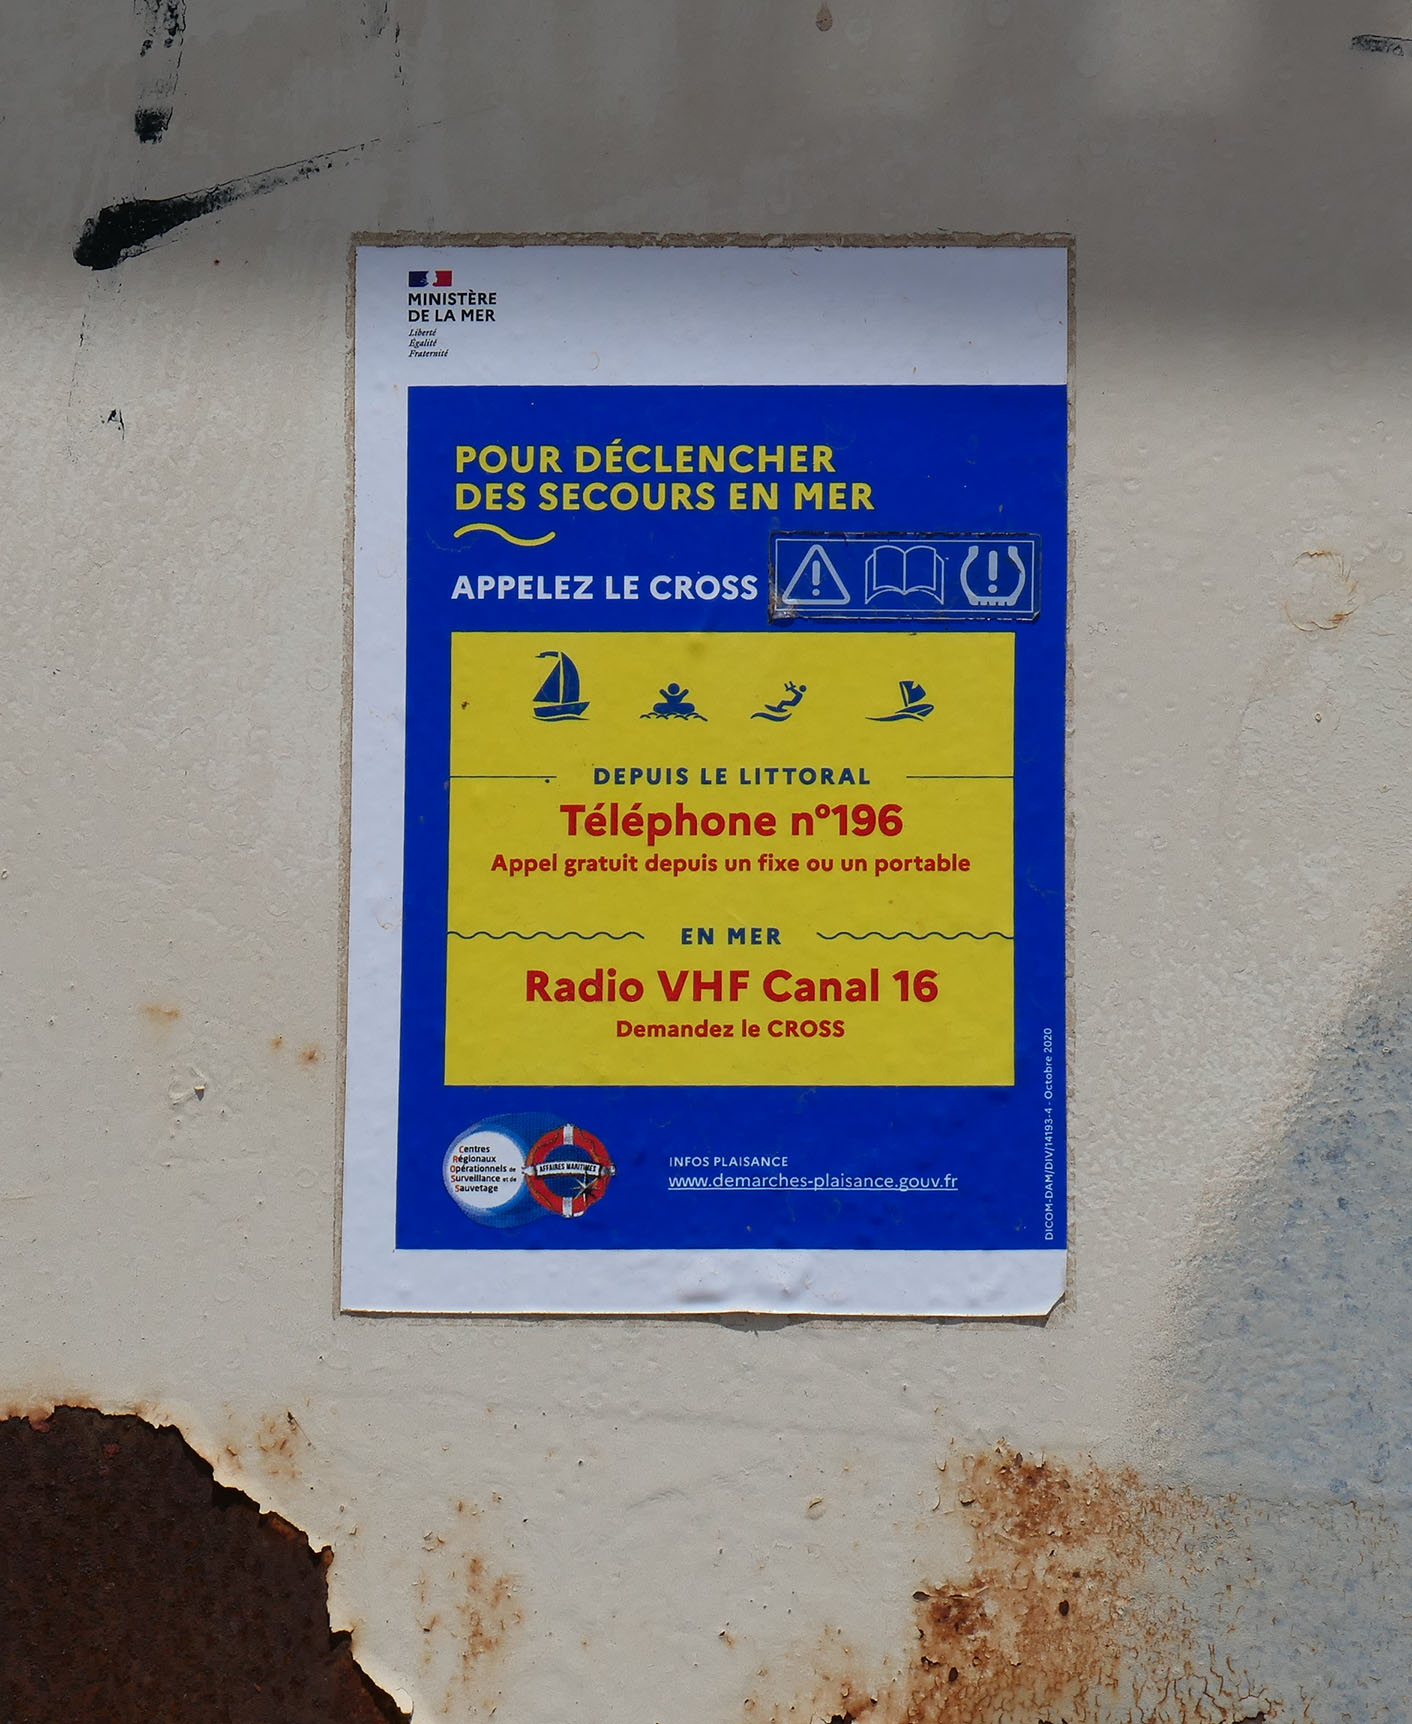 MINISTÈRE
DE LA MER
Liberté
Égalité
Fraternité
POUR DÉCLENCHER
DES SECOURS EN MER
APPELEZ LE CROSS
DEPUIS LE LITTORAL
Téléphone n°196
Appel gratuit depuis un fixe ou un portable
EN MER
Radio VHF Canal 16
Demandez le CROSS
Centres
Régionaux
Opérationnels de
Surveillance et de
Sauvetage
AFFAIRES MARITIMES
INFOS PLAISANCE
www.demarches-plaisance.gouv.fr
DICOM-DAM/DIV/14193-4 - Octobre 2020